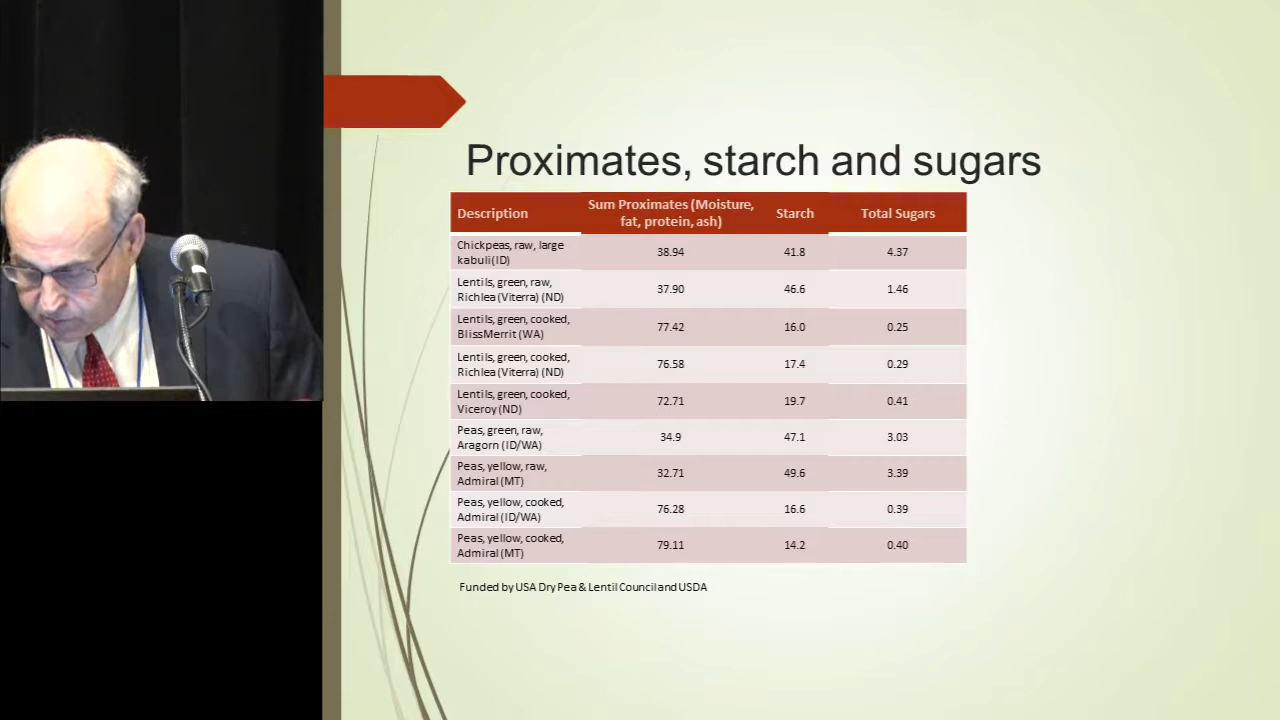 Proximates, starch and sugars
Description
Sum Proximates (Moisture,
fat, protein, ash)
Starch
Total Sugars
Chickpeas, raw, large
kabuli(ID)
38.94
41.8
4.37
Lentils, green, raw,
Richlea (Viterra) (ND)
37.90
46.6
1.46
Lentils, green, cooked,
BlissMerrit (WA)
77.42
16.0
0.25
Lentils, green, cooked,
Richlea (Viterra) (ND)
76.58
17.4
0.29
Lentils, green, cooked,
Viceroy (ND)
72.71
19.7
0.41
Peas, green, raw,
Aragorn (ID/WA)
34.9
47.1
3.03
Peas, yellow, raw,
Admiral (MT)
32.71
49.6
3.39
Peas, yellow, cooked,
Admiral (ID/WA)
76.28
16.6
0.39
Peas, yellow, cooked,
Admiral (MT)
79.11
14.2
0.40
Funded by USA Dry Pea & Lentil Council and USDA